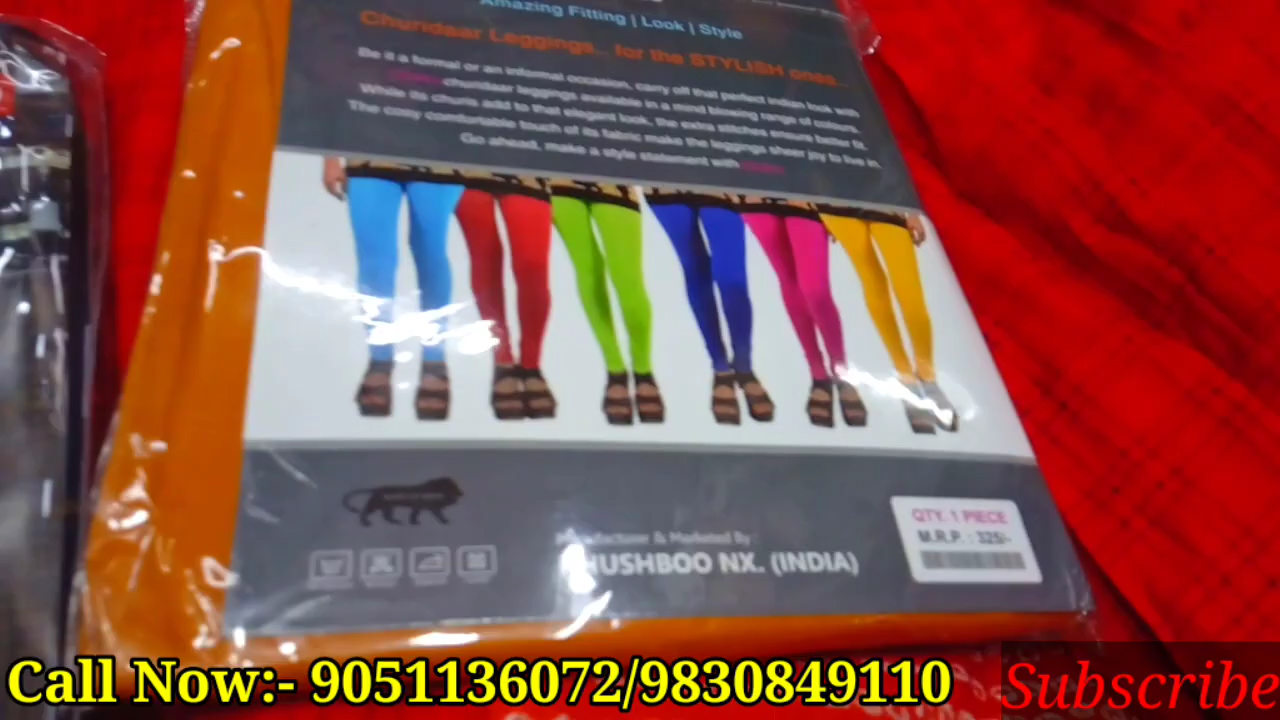 Amazing Fitting | Look | Style
Churidaar Leggings... for the STYLISH ones...
Be it a formal or an informal occasion, carry off that perfect indian look with
churidaar leggings available in a mind blowing range of colours.
While its churis add to that elegant look, the extra stitches ensure better fit.
The cosy comfortable touch of its fabric make the leggings sheer joy to live in.
Go ahead, make a style statement with
Manufacturer & Marketed By
HUSHBOO NX. (INDIA)
QTY. 1 PIECE
M.R.P. : 325/-
Call Now:- 9051136072/9830849110
Subscribe